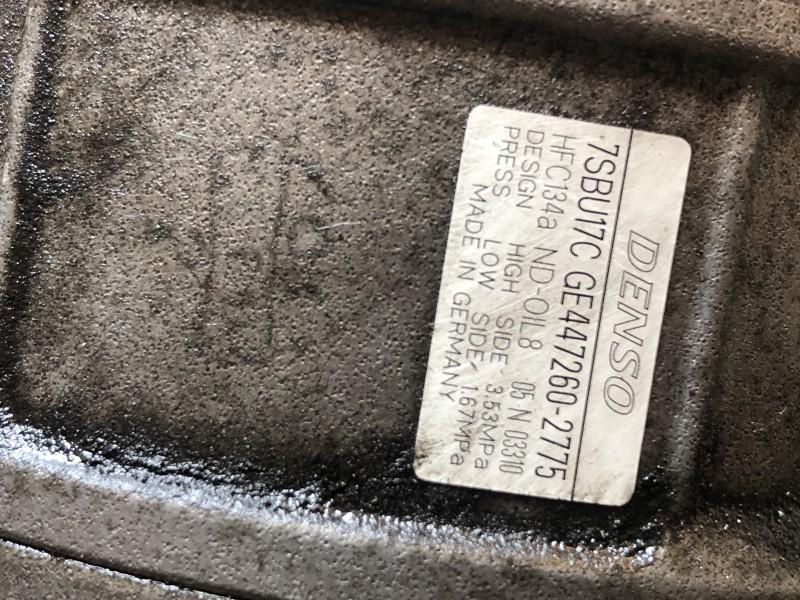 DENSO
7SBU17C GE447260-2775
HFC134a ND-OIL8 05 N 03310
DESIGN HIGH SIDE 3.53MPa
PRESS LOW SIDE 1.67MPa
MADE IN GERMANY